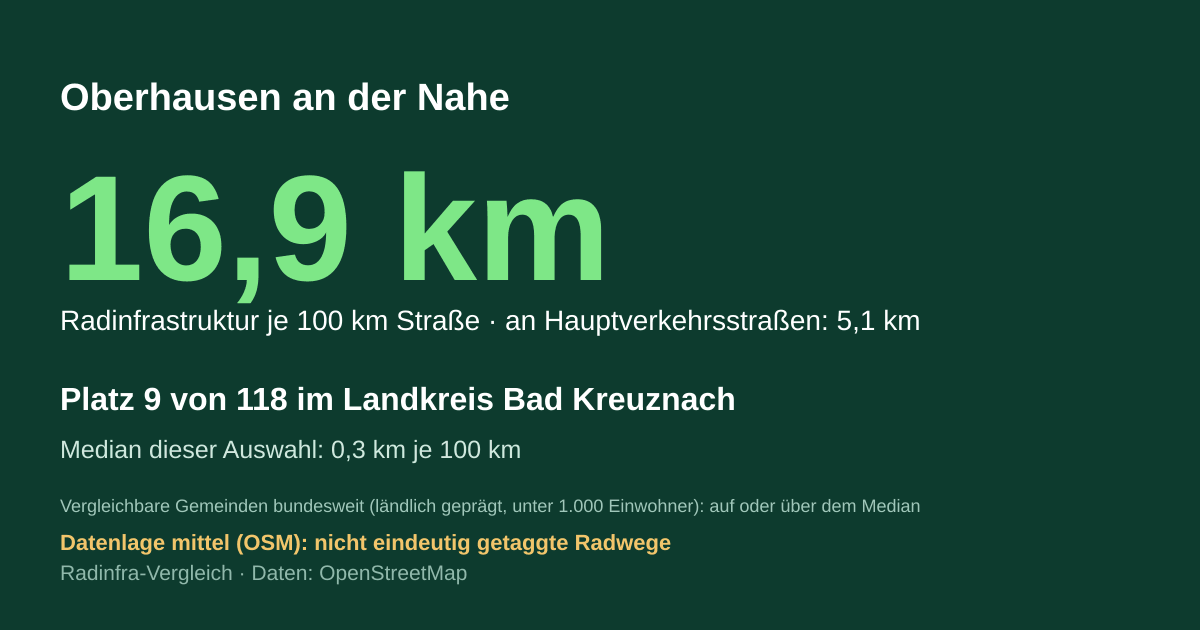 Oberhausen an der Nahe
16,9 km
Radinfrastruktur je 100 km Straße · an Hauptverkehrsstraßen: 5,1 km
Platz 9 von 118 im Landkreis Bad Kreuznach
Median dieser Auswahl: 0,3 km je 100 km
Vergleichbare Gemeinden bundesweit (ländlich geprägt, unter 1.000 Einwohner): auf oder über dem Median
Datenlage mittel (OSM): nicht eindeutig getaggte Radwege
Radinfra-Vergleich · Daten: OpenStreetMap